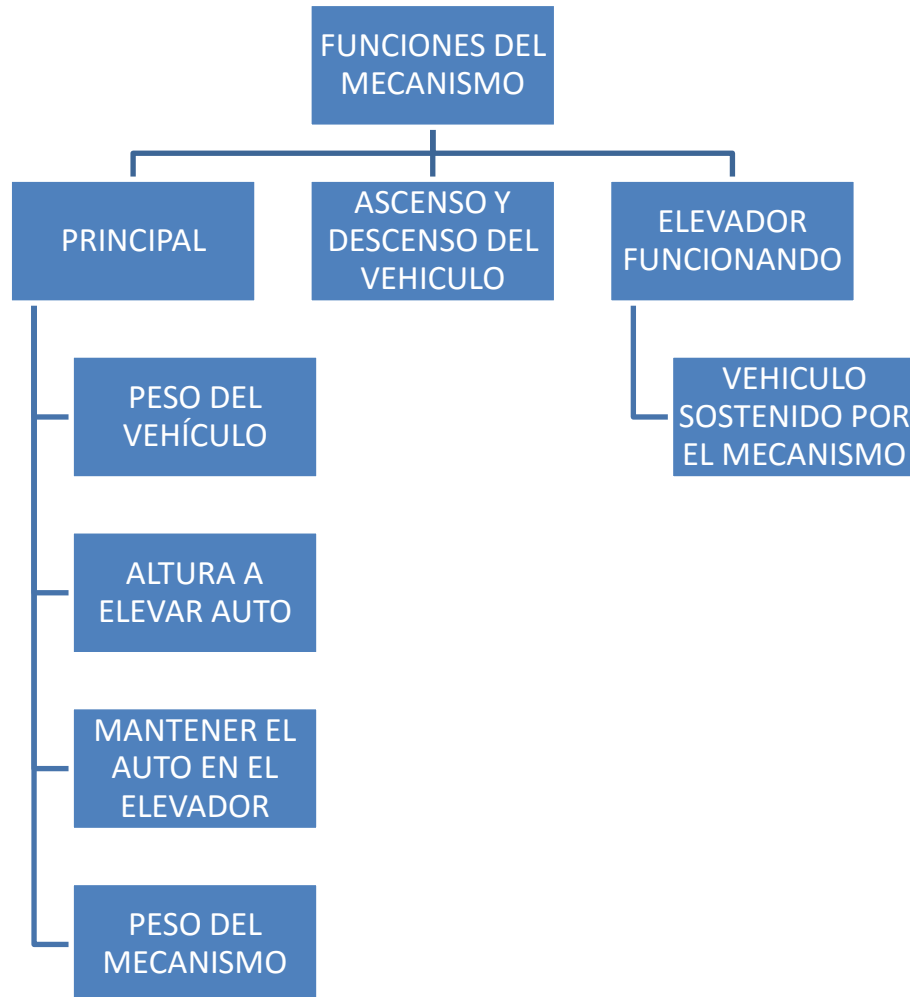 FUNCIONES DEL
MECANISMO
PRINCIPAL
ASCENSO Y
DESCENSO DEL
VEHICULO
ELEVADOR
FUNCIONANDO
PESO DEL
VEHÍCULO
ALTURA A
ELEVAR AUTO
MANTENER EL
AUTO EN EL
ELEVADOR
PESO DEL
MECANISMO
VEHICULO
SOSTENIDO POR
EL MECANISMO